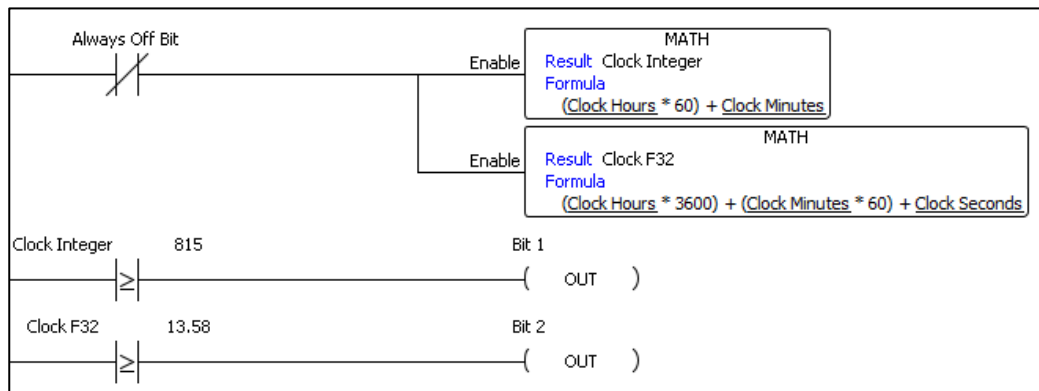 Always Off Bit
MATH
Enable
Result Clock Integer
Formula
(Clock Hours * 60) + Clock Minutes
MATH
Enable
Result Clock F32
Formula
(Clock Hours * 3600) + (Clock Minutes * 60) + Clock Seconds
Clock Integer 815 Bit 1
≥ ( OUT )
Clock F32 13.58 Bit 2
≥ ( OUT )